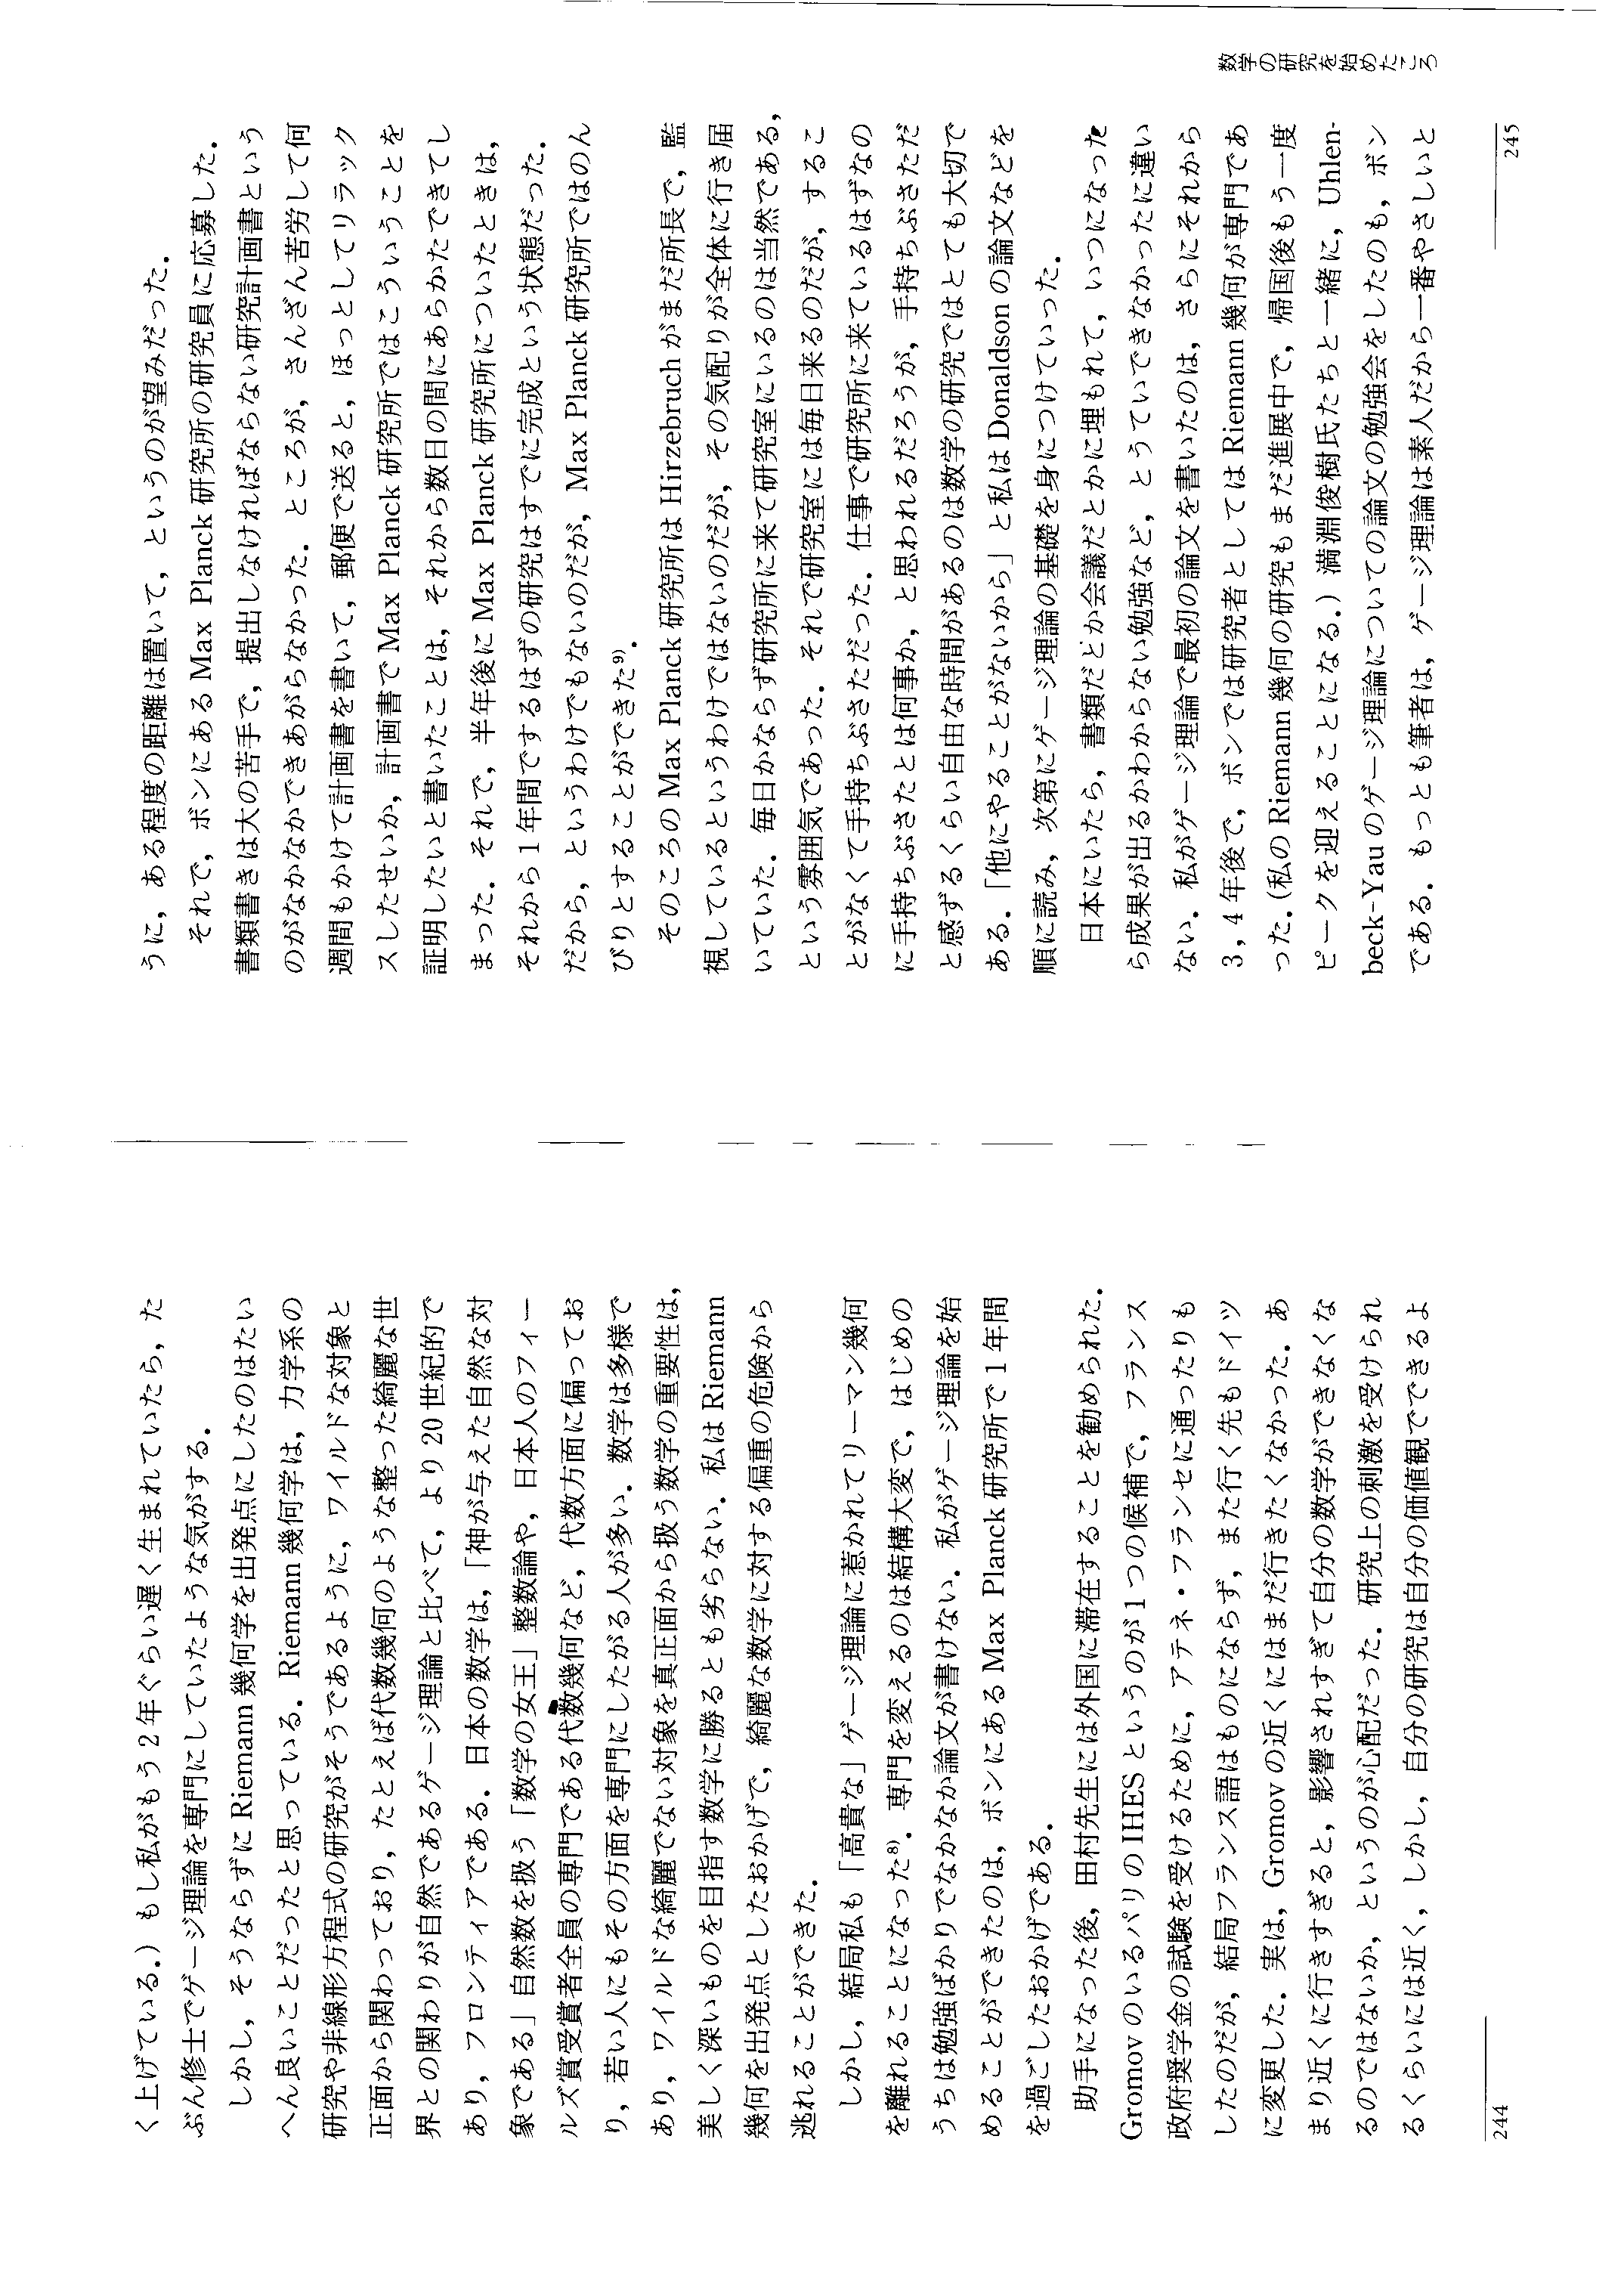 く上げている．）もし私がもう2年ぐらい遅く生まれていたら，た
ぶん修士でゲージ理論を専門にしていたような気がする．
しかし，そうならずに Riemann 幾何学を出発点にしたのはたい
へん良いことだったと思っている．Riemann 幾何学は，力学系の
研究や非線形方程式の研究がそうであるように，ワイルドな対象と
正面から関わっており，たとえば代数幾何のような整った綺麗な世
界との関わりが自然であるゲージ理論と比べて，より20世紀的で
あり，フロンティアである．日本の数学は，「神が与えた自然な対
象である」自然数を扱う「数学の女王」整数論や，日本人のフィー
ルズ賞受賞者全員の専門である代数幾何など，代数方面に偏ってお
り，若い人にもその方面を専門にしたがる人が多い．数学は多様で
あり，ワイルドな綺麗でない対象を真正面から扱う数学の重要性は，
美しく深いものを目指す数学に勝るとも劣らない．私は Riemann
幾何を出発点としたおかげで，綺麗な数学に対する偏重の危険から
逃れることができた．
しかし，結局私も「高貴な」ゲージ理論に惹かれてリーマン幾何
を離れることになった8)．専門を変えるのは結構大変で，はじめの
うちは勉強ばかりでなかなか論文が書けない．私がゲージ理論を始
めることができたのは，ボンにある Max Planck 研究所で1年間
を過ごしたおかげである．
助手になった後，田村先生には外国に滞在することを勧められた．
Gromov のいるパリの IHES というのが1つの候補で，フランス
政府奨学金の試験を受けるために，アテネ・フランセに通ったりも
したのだが，結局フランス語はものにならず，また行く先もドイツ
に変更した．実は，Gromov の近くにはまだ行きたくなかった．あ
まり近くに行きすぎると，影響されすぎて自分の数学ができなくな
るのではないか，というのが心配だった．研究上の刺激を受けられ
るくらいには近く，しかし，自分の研究は自分の価値観でできるよ
244
数学の研究を始めたころ
うに，ある程度の距離は置いて，というのが望みだった．
それで，ボンにある Max Planck 研究所の研究員に応募した．
書類書きは大の苦手で，提出しなければならない研究計画書という
のがなかなかできあがらなかった．ところが，さんざん苦労して何
週間もかけて計画書を書いて，郵便で送ると，ほっとしてリラック
スしたせいか，計画書で Max Planck 研究所ではこういうことを
証明したいと書いたことは，それから数日の間にあらかたできてし
まった．それで，半年後に Max Planck 研究所についたときは，
それから1年間でするはずの研究はすでに完成という状態だった．
だから，というわけでもないのだが，Max Planck 研究所ではのん
びりとすることができた9)．
そのころの Max Planck 研究所は Hirzebruch がまだ所長で，監
視しているというわけではないのだが，その気配りが全体に行き届
いていた．毎日かならず研究所に来て研究室にいるのは当然である，
という雰囲気であった．それで研究室には毎日来るのだが，するこ
とがなくて手持ちぶさただった．仕事で研究所に来ているはずなの
に手持ちぶさたとは何事か，と思われるだろうが，手持ちぶさただ
と感ずるくらい自由な時間があるのは数学の研究ではとても大切で
ある．「他にやることがないから」と私は Donaldson の論文などを
順に読み，次第にゲージ理論の基礎を身につけていった．
日本にいたら，書類だとか会議だとかに埋もれて，いつになった
ら成果が出るかわからない勉強など，とうていできなかったに違い
ない．私がゲージ理論で最初の論文を書いたのは，さらにそれから
3，4年後で，ボンでは研究者としては Riemann 幾何が専門であ
った．（私の Riemann 幾何の研究もまだ進展中で，帰国後もう一度
ピークを迎えることになる．）満渕俊樹氏たちと一緒に，Uhlen-
beck-Yau のゲージ理論についての論文の勉強会をしたのも，ボン
である．もっとも筆者は，ゲージ理論は素人だから一番やさしいと
245